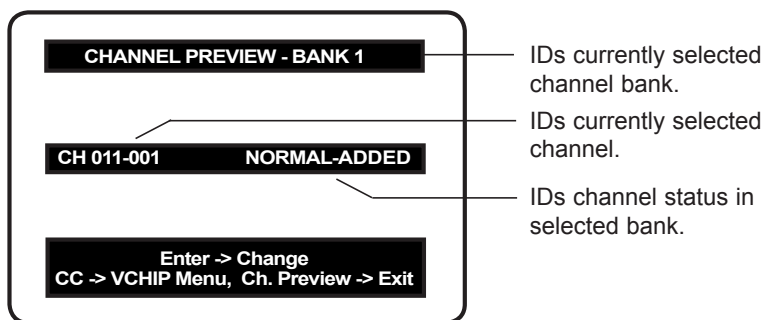 CHANNEL PREVIEW - BANK 1
IDs currently selected
channel bank.
IDs currently selected
channel.
CH 011-001 NORMAL-ADDED
IDs channel status in
selected bank.
Enter -> Change
CC -> VCHIP Menu, Ch. Preview -> Exit